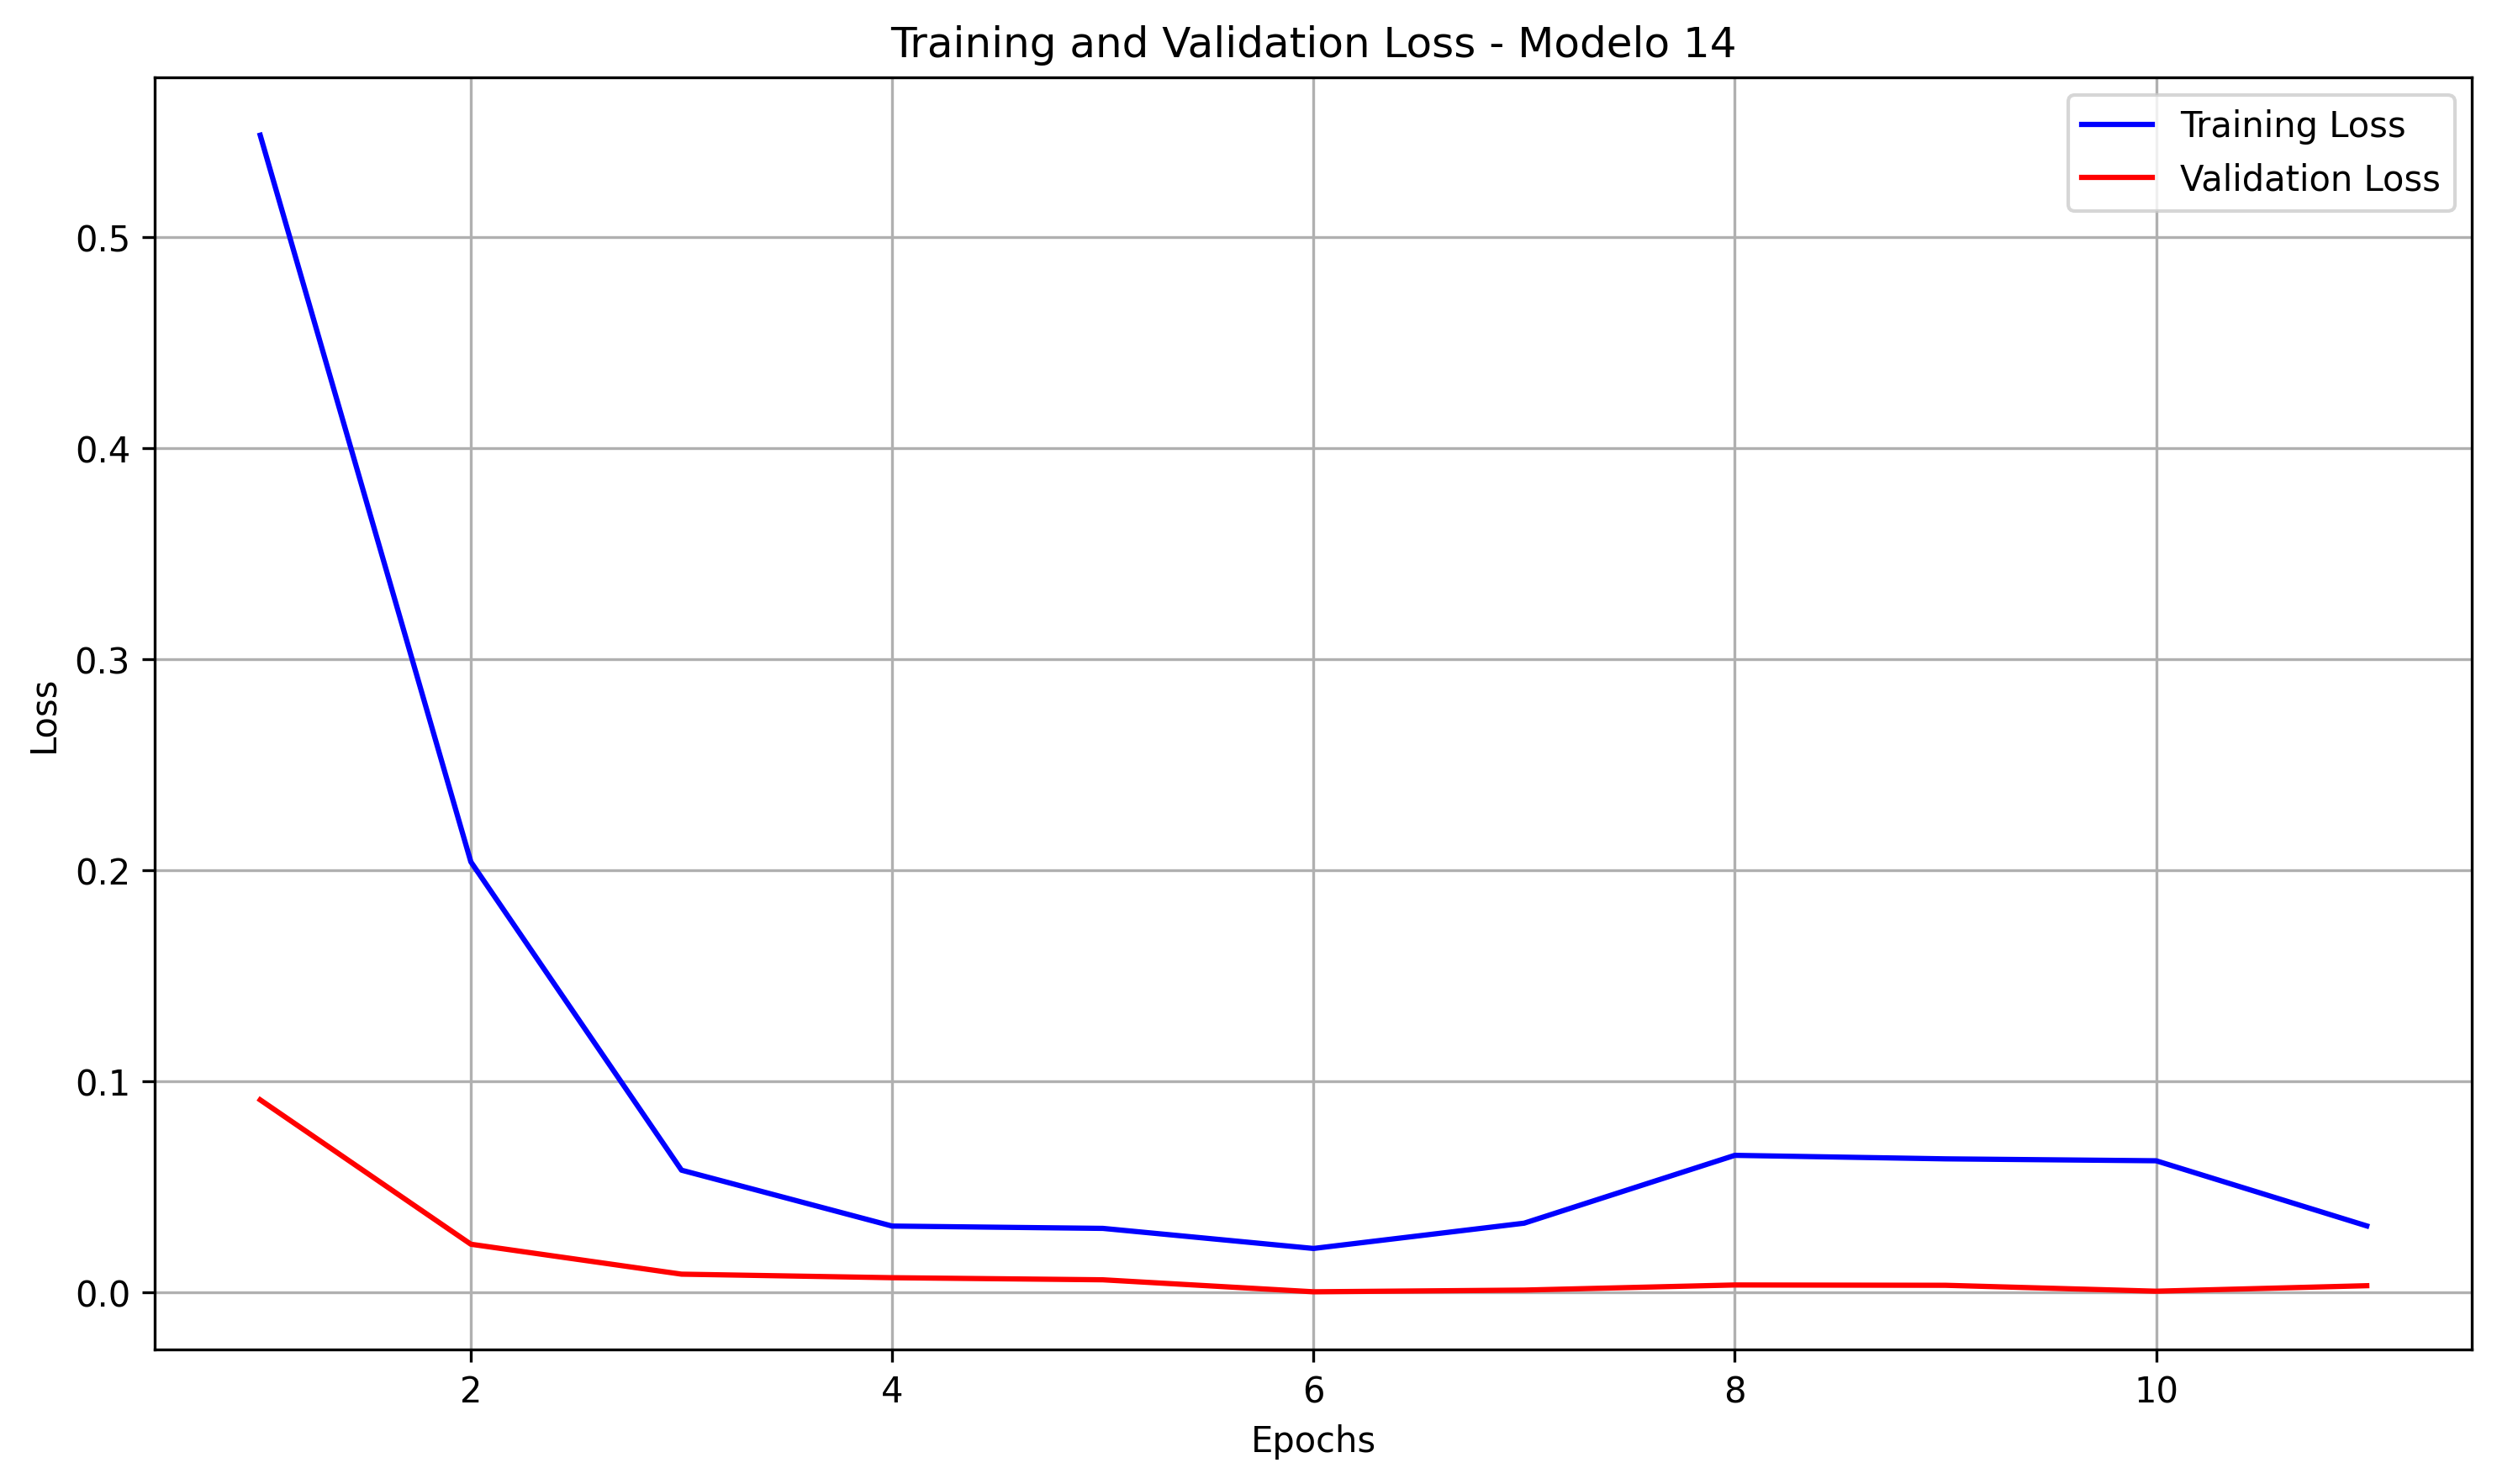 Training and Validation Loss - Modelo 14
Training Loss
Validation Loss
0.5
0.4
0.3
0.2
0.1
0.0
Loss
2 4 6 8 10
Epochs